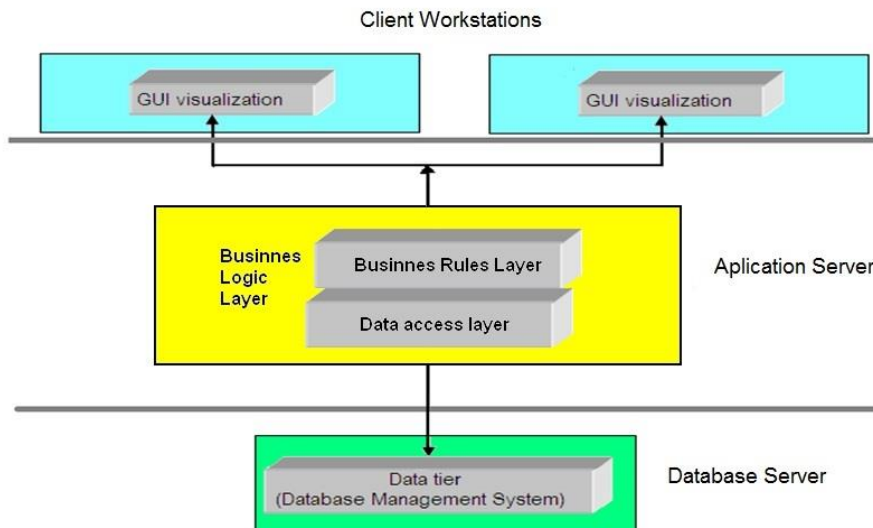 Client Workstations
GUI visualization
GUI visualization
Businnes
Logic
Layer
Businnes Rules Layer
Data access layer
Aplication Server
Data tier
(Database Management System)
Database Server